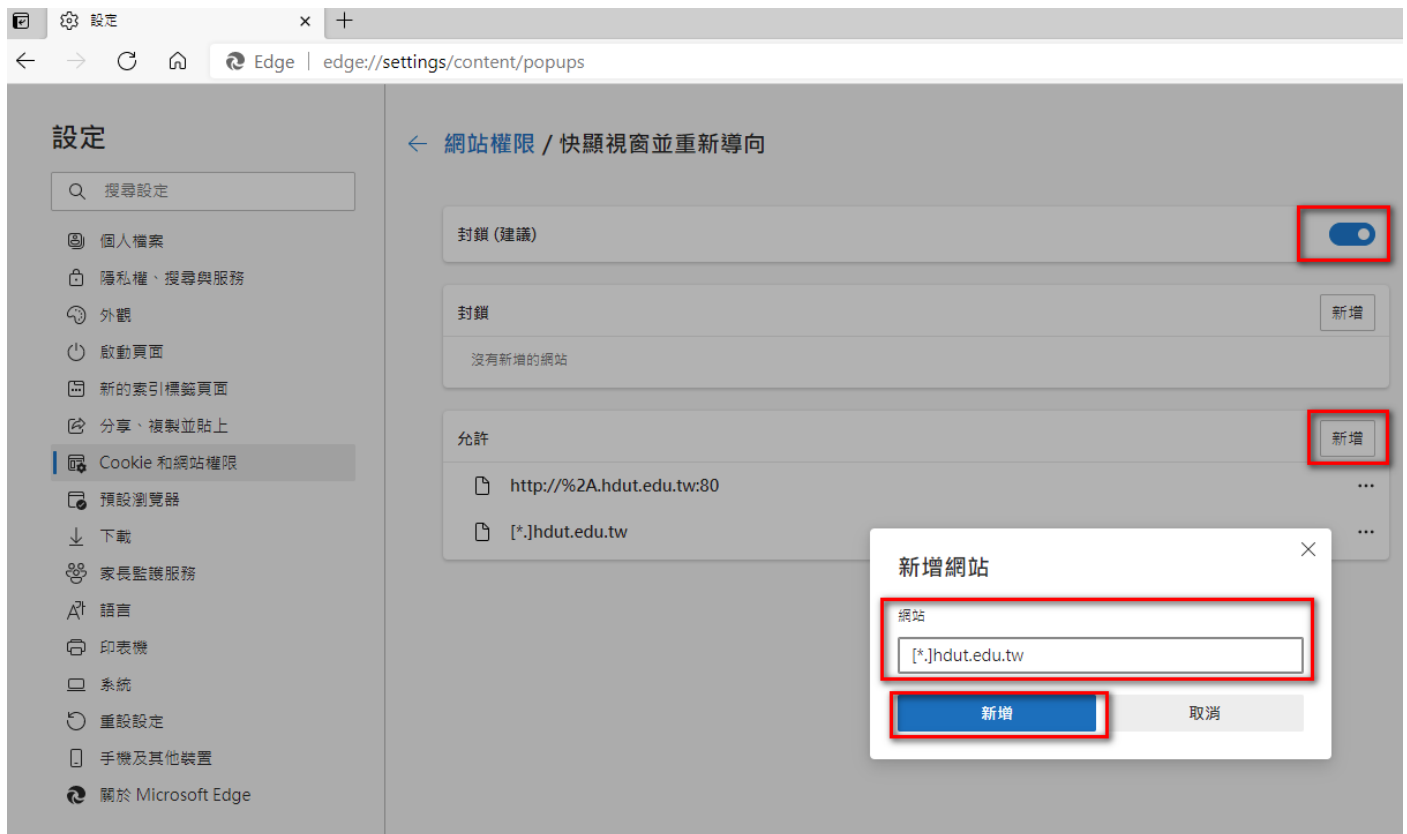 設定
Edge | edge://settings/content/popups
設定
搜尋設定
個人檔案
隱私權、搜尋與服務
外觀
啟動頁面
新的索引標籤頁面
分享、複製並貼上
Cookie 和網站權限
預設瀏覽器
下載
家長監護服務
語言
印表機
系統
重設設定
手機及其他裝置
關於 Microsoft Edge
網站權限 / 快顯視窗並重新導向
封鎖 (建議)
封鎖 新增
沒有新增的網站
允許 新增
http://%2A.hdut.edu.tw:80
[*.]hdut.edu.tw
新增網站
網站
[*.]hdut.edu.tw
新增 取消